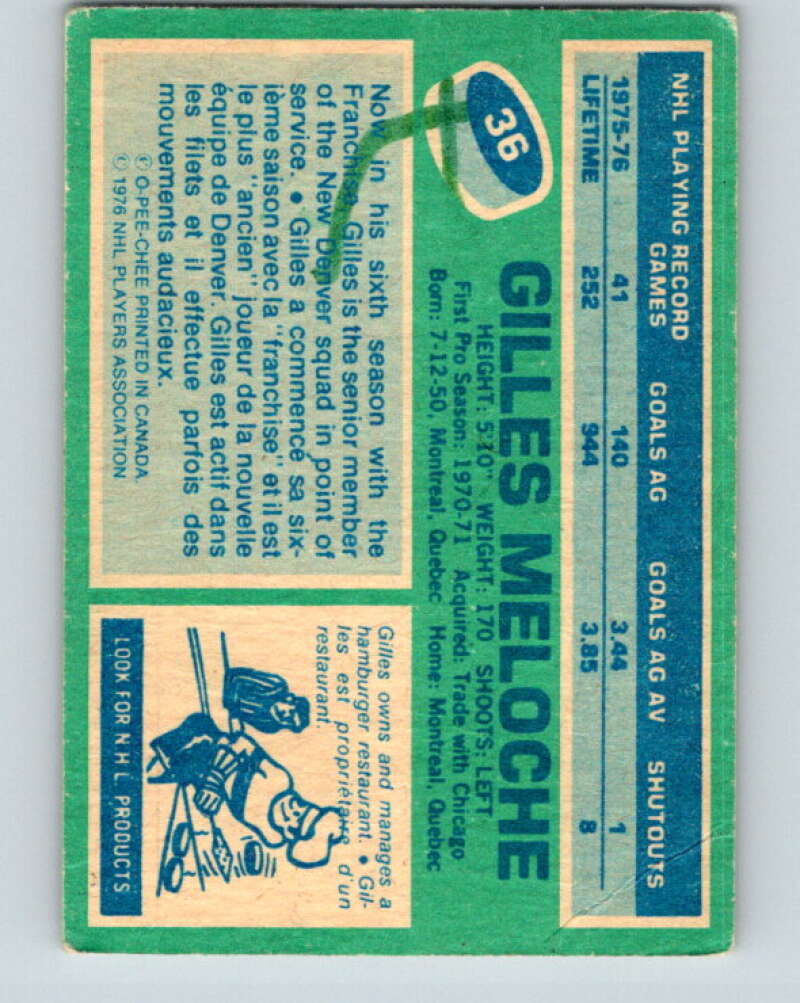 NHL PLAYING RECORD
GAMES GOALS AG GOALS AG AV SHUTOUTS
1975-76 41 140 3.44 1
LIFETIME 252 944 3.85 8
36
GILLES MELOCHE
HEIGHT: 5'10" WEIGHT: 170 SHOOTS: LEFT
First Pro Season: 1970-71 Acquired: Trade with Chicago
Born: 7-12-50, Montreal, Quebec Home: Montreal, Quebec
Now in his sixth season with the
Franchise Gilles is the senior member
of the New Denver squad in point of
service. • Gilles a commencé sa six-
ième saison avec la "franchise" et il est
le plus "ancien" joueur de la nouvelle
équipe de Denver. Gilles est actif dans
les filets et il effectue parfois des
mouvements audacieux.
© O-PEE-CHEE PRINTED IN CANADA.
© 1976 NHL PLAYERS ASSOCIATION
Gilles owns and manages a
hamburger restaurant. • Gil-
les est propriétaire d'un
restaurant.
LOOK FOR N.H.L. PRODUCTS